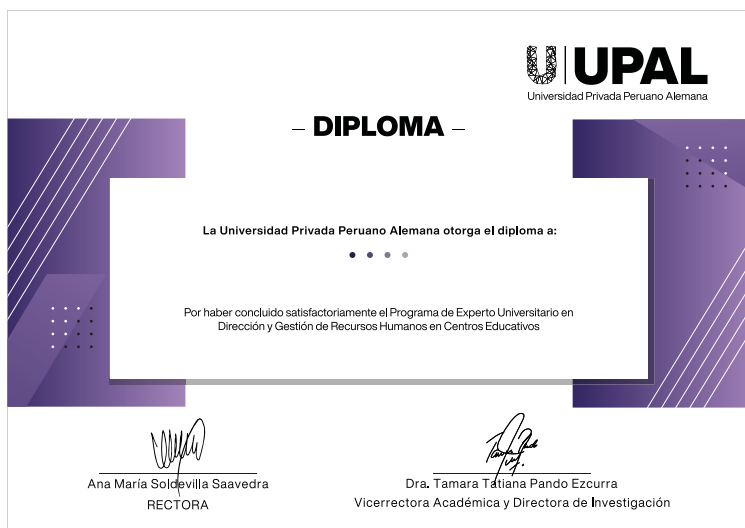 UPAL
Universidad Privada Peruano Alemana
– DIPLOMA –
La Universidad Privada Peruano Alemana otorga el diploma a:
Por haber concluido satisfactoriamente el Programa de Experto Universitario en
Dirección y Gestión de Recursos Humanos en Centros Educativos
Ana María Soldevilla Saavedra
RECTORA
Dra. Tamara Tatiana Pando Ezcurra
Vicerrectora Académica y Directora de Investigación